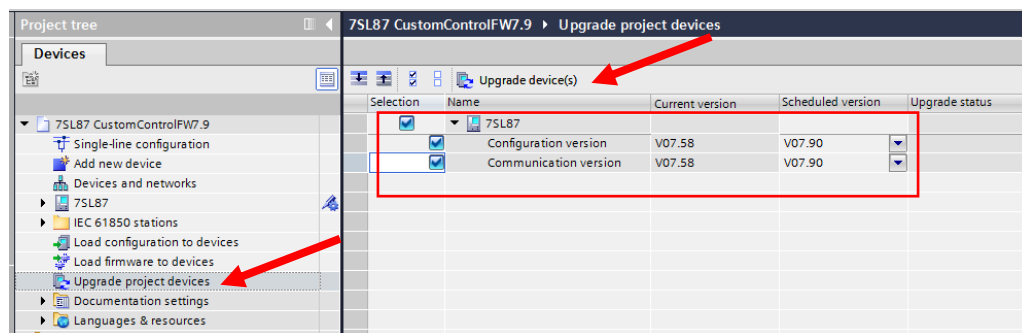 Project tree
7SL87 CustomControlFW7.9 Upgrade project devices
Devices
Upgrade device(s)
Selection Name Current version Scheduled version Upgrade status
7SL87
Configuration version V07.58 V07.90
Communication version V07.58 V07.90
7SL87 CustomControlFW7.9
Single-line configuration
Add new device
Devices and networks
7SL87
IEC 61850 stations
Load configuration to devices
Load firmware to devices
Upgrade project devices
Documentation settings
Languages & resources